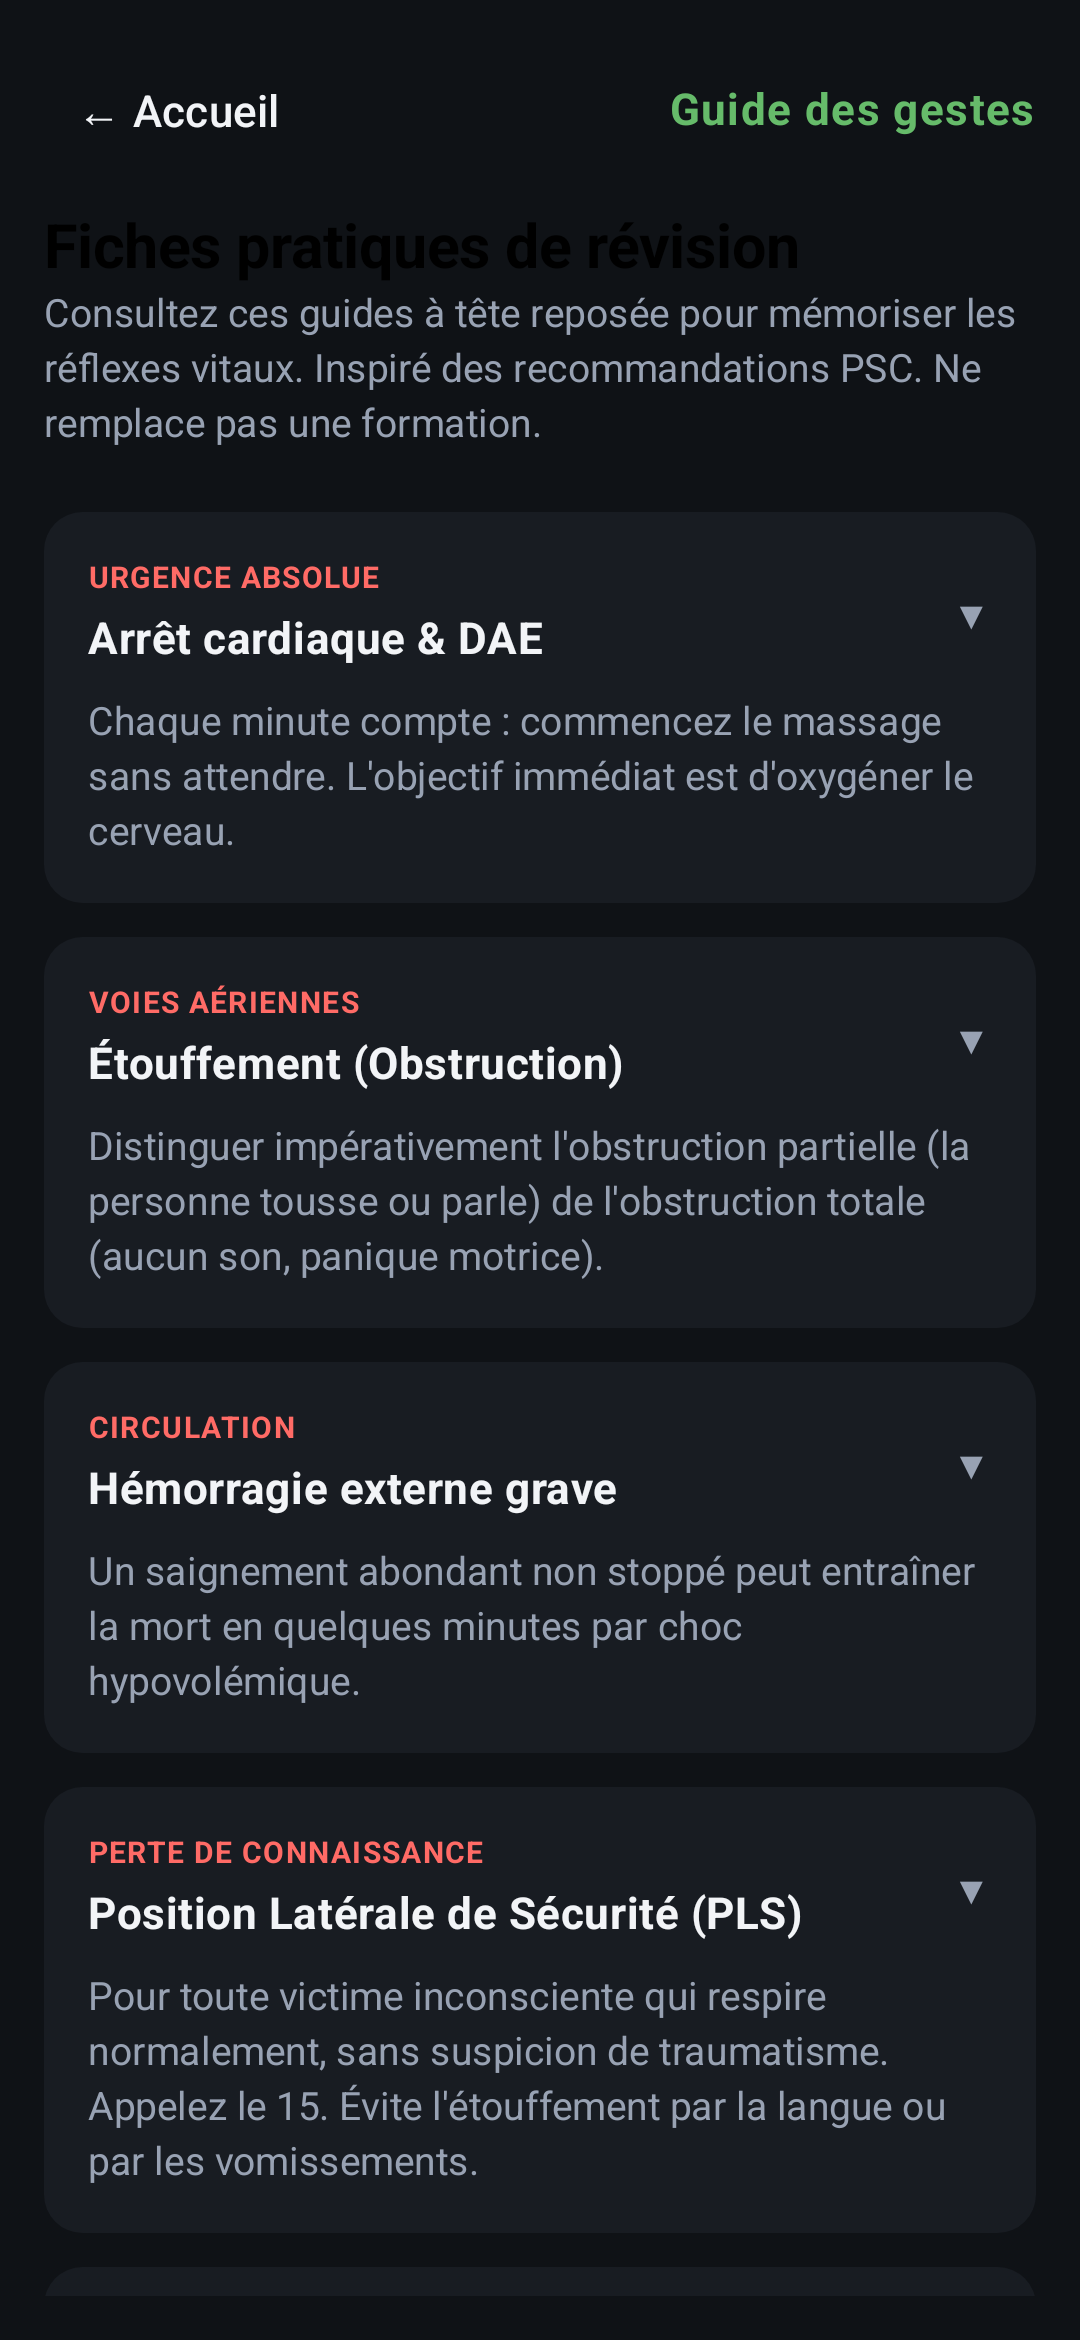 ← Accueil
Guide des gestes
Fiches pratiques de révision
Consultez ces guides à tête reposée pour mémoriser les
réflexes vitaux. Inspiré des recommandations PSC. Ne
remplace pas une formation.
URGENCE ABSOLUE
Arrêt cardiaque & DAE
▼
Chaque minute compte : commencez le massage
sans attendre. L'objectif immédiat est d'oxygéner le
cerveau.
VOIES AÉRIENNES
Étouffement (Obstruction)
▼
Distinguer impérativement l'obstruction partielle (la
personne tousse ou parle) de l'obstruction totale
(aucun son, panique motrice).
CIRCULATION
Hémorragie externe grave
▼
Un saignement abondant non stoppé peut entraîner
la mort en quelques minutes par choc
hypovolémique.
PERTE DE CONNAISSANCE
Position Latérale de Sécurité (PLS)
▼
Pour toute victime inconsciente qui respire
normalement, sans suspicion de traumatisme.
Appelez le 15. Évite l'étouffement par la langue ou
par les vomissements.